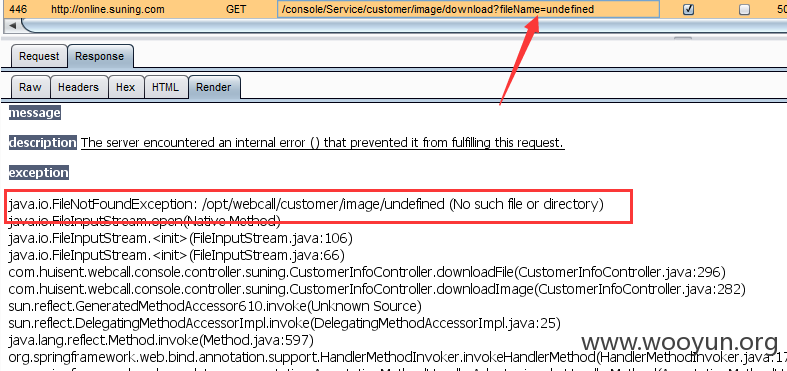 446 http://online.suning.com GET /console/Service/customer/image/download?fileName=undefined 50
Request Response
Raw Headers Hex HTML Render
message
description The server encountered an internal error () that prevented it from fulfilling this request.
exception
java.io.FileNotFoundException: /opt/webcall/customer/image/undefined (No such file or directory)
java.io.FileInputStream.open(Native Method)
java.io.FileInputStream.<init>(FileInputStream.java:106)
java.io.FileInputStream.<init>(FileInputStream.java:66)
com.huisent.webcall.console.controller.suning.CustomerInfoController.downloadFile(CustomerInfoController.java:296)
com.huisent.webcall.console.controller.suning.CustomerInfoController.downloadImage(CustomerInfoController.java:282)
sun.reflect.GeneratedMethodAccessor610.invoke(Unknown Source)
sun.reflect.DelegatingMethodAccessorImpl.invoke(DelegatingMethodAccessorImpl.java:25)
java.lang.reflect.Method.invoke(Method.java:597)
www.wooyun.org
org.springframework.web.bind.annotation.support.HandlerMethodInvoker.invokeHandlerMethod(HandlerMethodInvoker.java:17